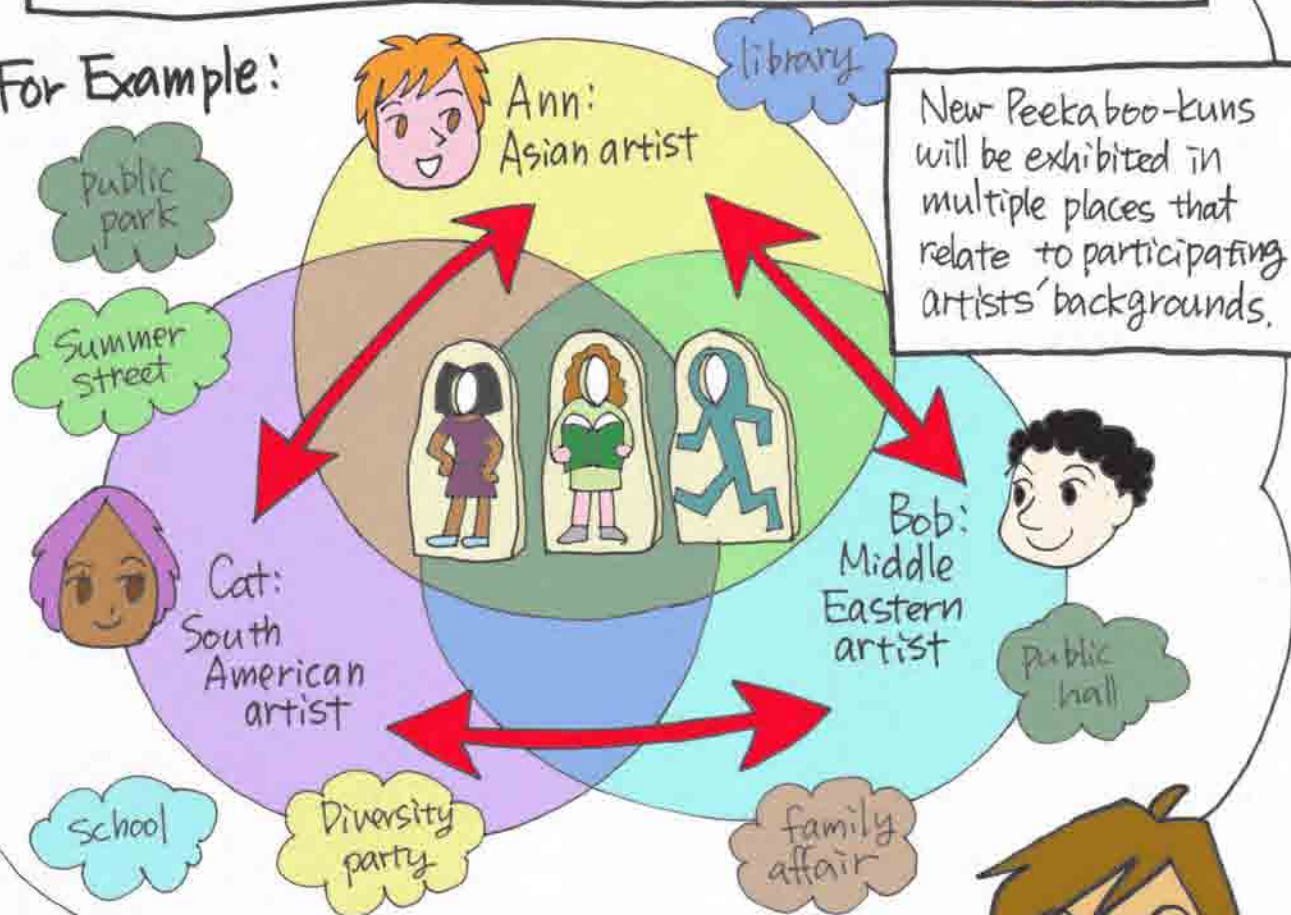 For Example:
Ann:
Asian artist
library
New Peekaboo-kuns
will be exhibited in
multiple places that
relate to participating
artists' backgrounds.
public
park
Summer
street
Cat:
South
American
artist
Bob:
Middle
Eastern
artist
public
hall
school
Diversity
party
family
affair